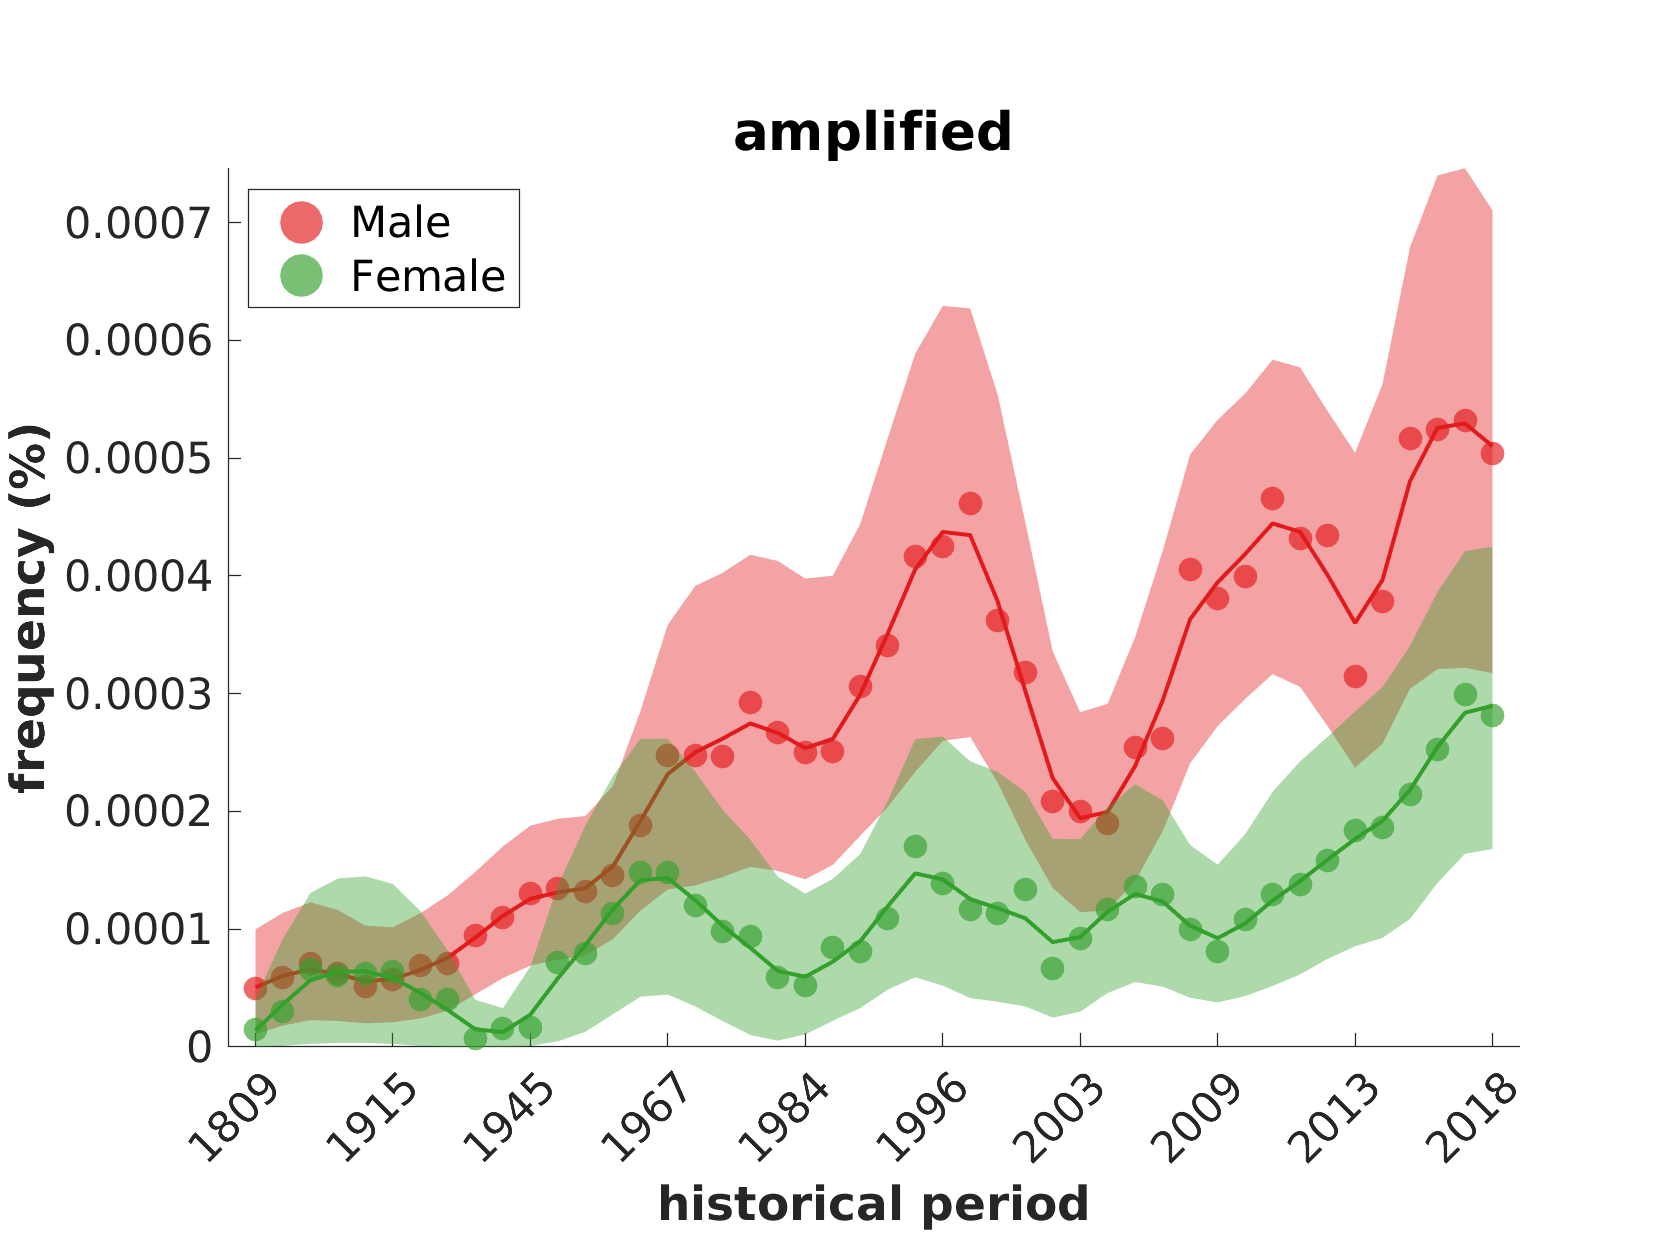 amplified
Male
Female
frequency (%)
0.0007
0.0006
0.0005
0.0004
0.0003
0.0002
0.0001
0
1809 1915 1945 1967 1984 1996 2003 2009 2013 2018
historical period